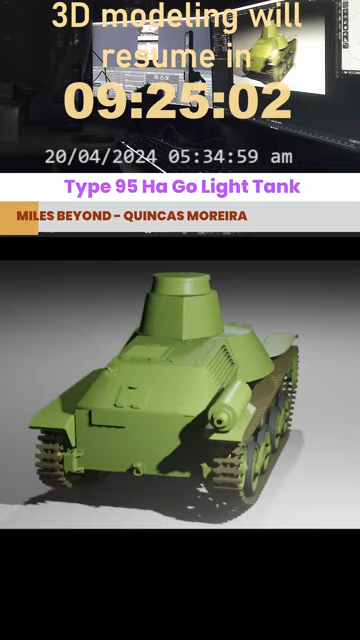 3D modeling will
resume in
09:25:02
20/04/2024 05:34:59 am
Type 95 Ha Go Light Tank
MILES BEYOND - QUINCAS MOREIRA